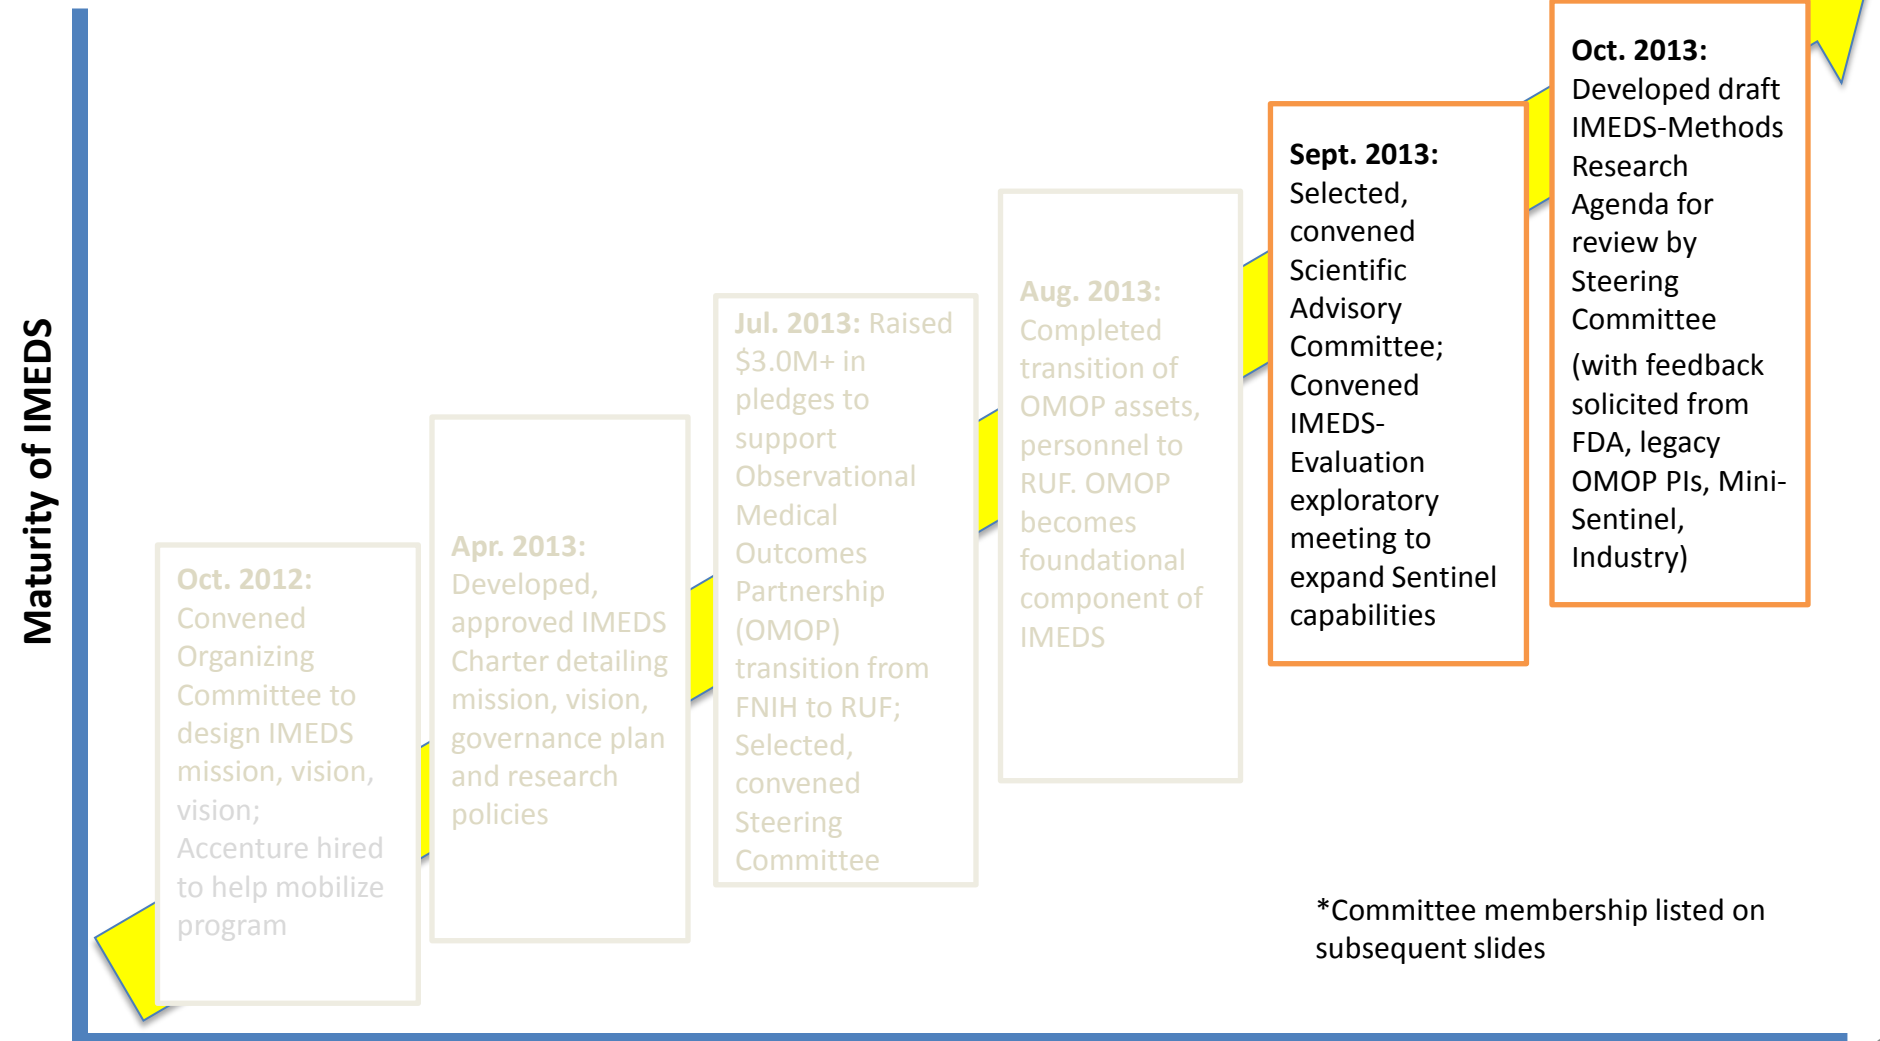 Maturity of IMEDS
Oct. 2012:
Convened
Organizing
Committee to
design IMEDS
mission, vision,
vision;
Accenture hired
to help mobilize
program
Apr. 2013:
Developed,
approved IMEDS
Charter detailing
mission, vision,
governance plan
and research
policies
Jul. 2013: Raised
$3.0M+ in
pledges to
support
Observational
Medical
Outcomes
Partnership
(OMOP)
transition from
FNIH to RUF;
Selected,
convened
Steering
Committee
Aug. 2013:
Completed
transition of
OMOP assets,
personnel to
RUF. OMOP
becomes
foundational
component of
IMEDS
Sept. 2013:
Selected,
convened
Scientific
Advisory
Committee;
Convened
IMEDS-
Evaluation
exploratory
meeting to
expand Sentinel
capabilities
Oct. 2013:
Developed draft
IMEDS-Methods
Research
Agenda for
review by
Steering
Committee
(with feedback
solicited from
FDA, legacy
OMOP PIs, Mini-
Sentinel,
Industry)
*Committee membership listed on
subsequent slides